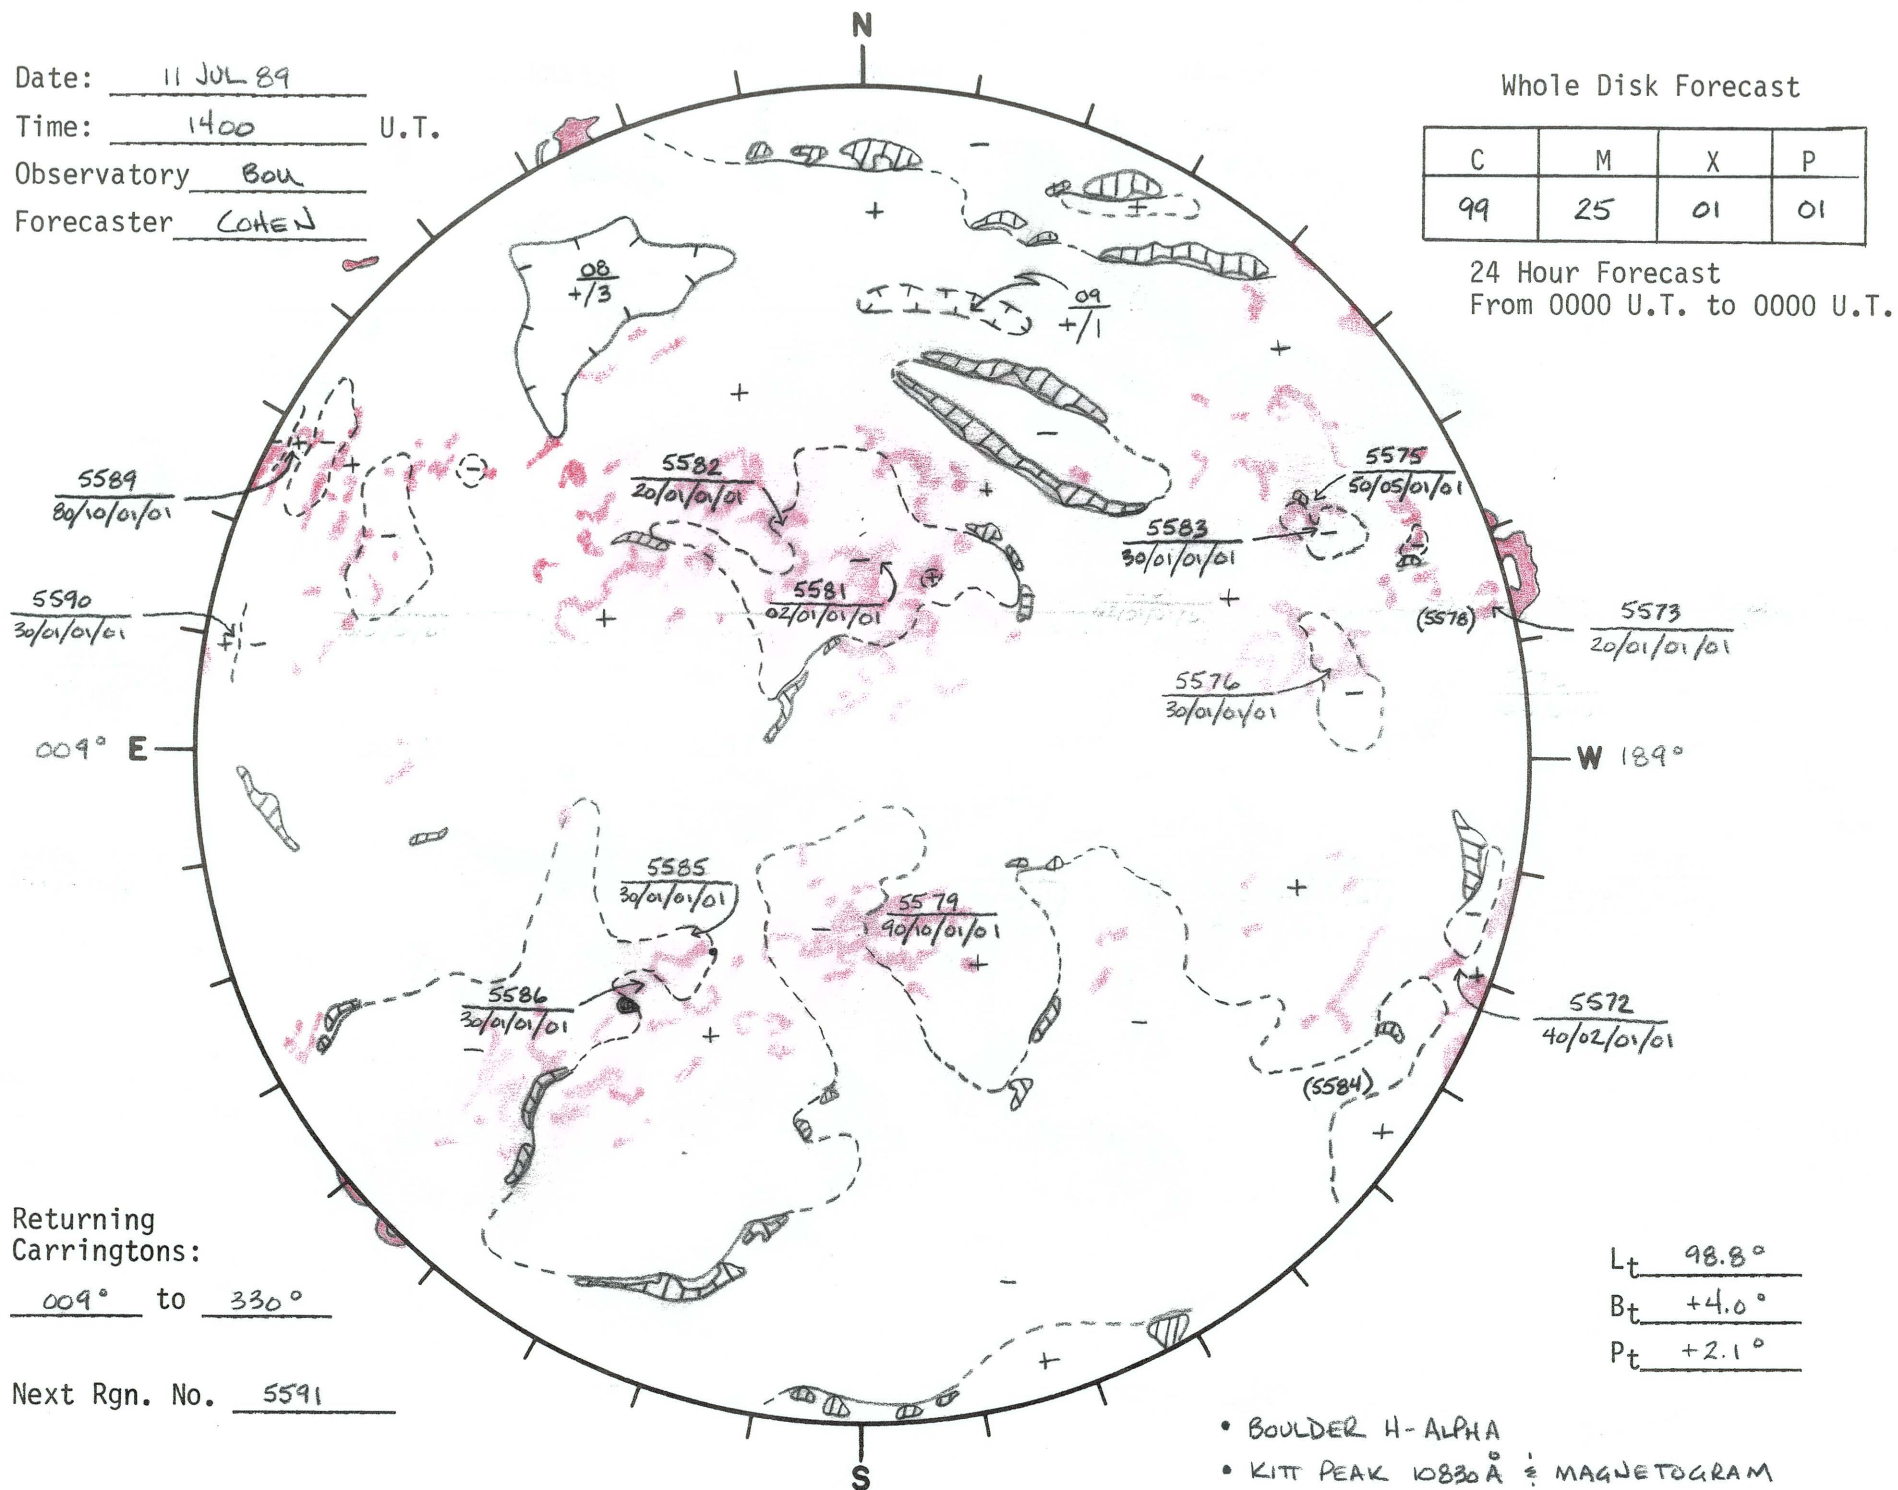 N
Date: 11 JUL 89
Time: 1400 U.T.
Observatory Bou
Forecaster COHEN
Whole Disk Forecast
C M X P
99 25 01 01
24 Hour Forecast
From 0000 U.T. to 0000 U.T.
08
+/3
09
+/1
5589
80/10/01/01
5582
20/01/01/01
5575
50/05/01/01
5583
30/01/01/01
5581
02/01/01/01
5590
30/01/01/01
(5578)
5573
20/01/01/01
5576
30/01/01/01
009° E
W 189°
5585
30/01/01/01
5579
90/10/01/01
5586
30/01/01/01
5572
40/02/01/01
(5584)
Returning
Carringtons:
009° to 330°
Next Rgn. No. 5591
Lt 98.8°
Bt +4.0°
Pt +2.1°
S
• BOULDER H-ALPHA
• KITT PEAK 10830Å & MAGNETOGRAM